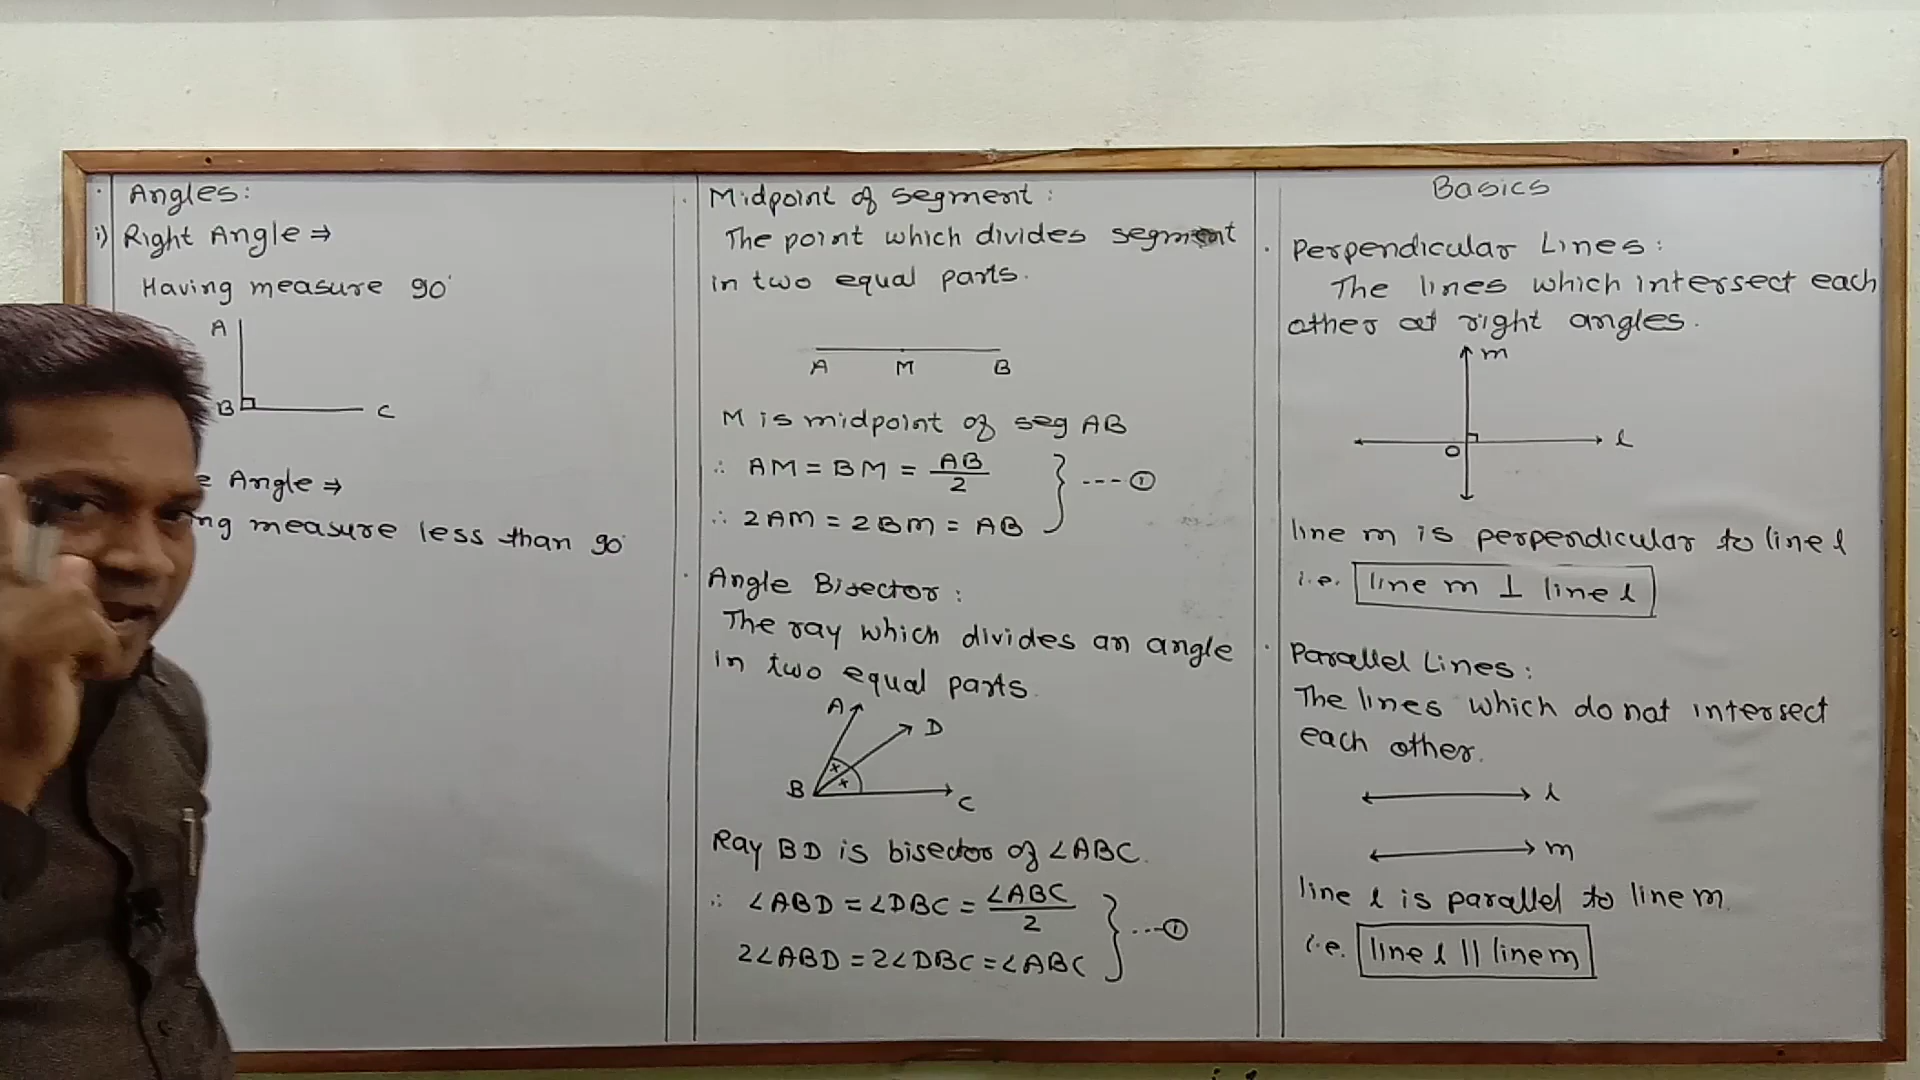 Angles:
i) Right Angle ⇒
Having measure 90°
A
B
C
Angle ⇒
measure less than 90°
Midpoint of segment:
The point which divides segment
in two equal parts.
A M B
M is midpoint of seg AB
∴ AM = BM = AB/2
∴ 2AM = 2BM = AB
} ---①
Angle Bisector:
The ray which divides an angle
in two equal parts.
A
D
B
C
x
x
Ray BD is bisector of ∠ABC.
∴ ∠ABD = ∠DBC = ∠ABC/2
2∠ABD = 2∠DBC = ∠ABC
} ---①
Basics
Perpendicular Lines:
The lines which intersect each
other at right angles.
m
l
O
line m is perpendicular to line l
i.e. line m ⊥ line l
Parallel Lines:
The lines which do not intersect
each other.
l
m
line l is parallel to line m.
i.e. line l || line m